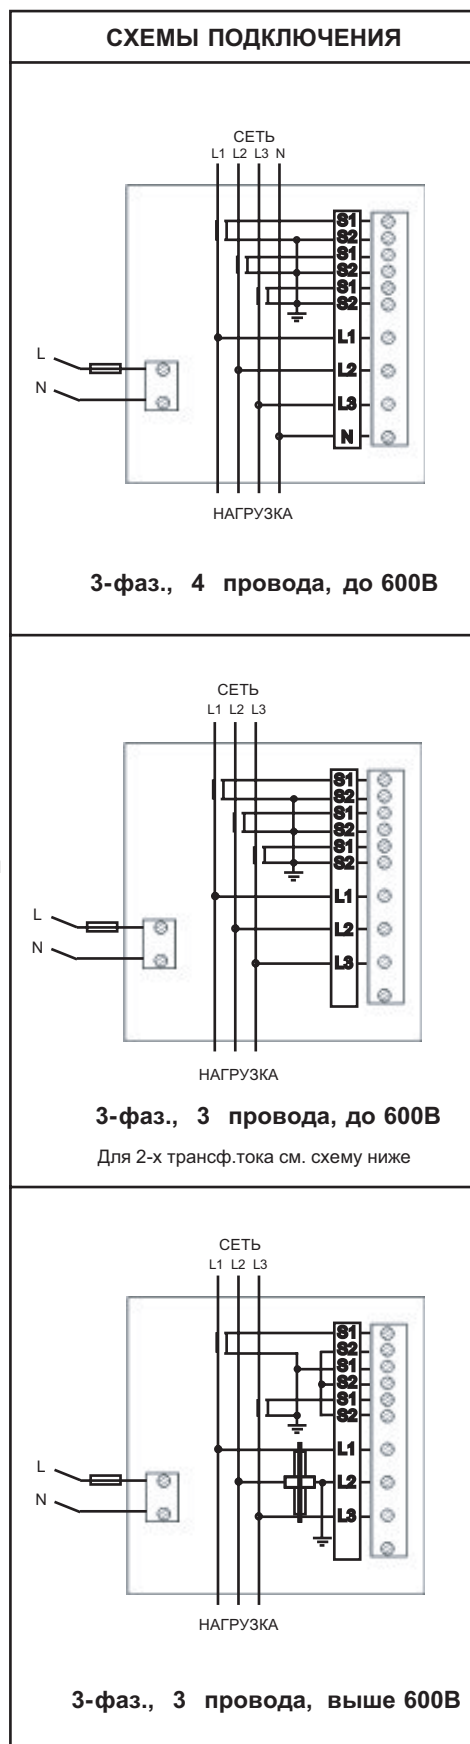 СХЕМЫ ПОДКЛЮЧЕНИЯ
СЕТЬ
L1 L2 L3 N
S1
S2
S1
S2
S1
S2
L1
L
L2
N
L3
N
НАГРУЗКА
3-фаз., 4 провода, до 600В
СЕТЬ
L1 L2 L3
S1
S2
S1
S2
S1
S2
L1
L
L2
N
L3
НАГРУЗКА
3-фаз., 3 провода, до 600В
Для 2-х трансф.тока см. схему ниже
СЕТЬ
L1 L2 L3
S1
S2
S1
S2
S1
S2
L1
L
L2
N
L3
НАГРУЗКА
3-фаз., 3 провода, выше 600В